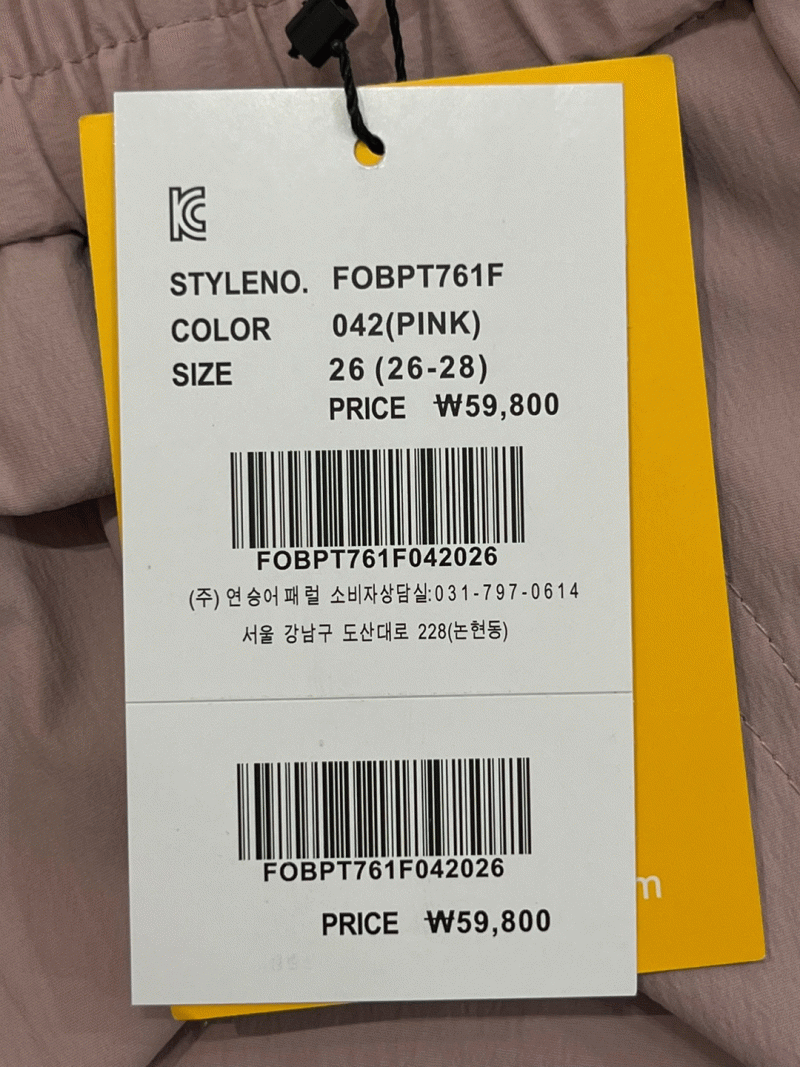 KC
STYLENO. FOBPT761F
COLOR 042(PINK)
SIZE 26 (26-28)
PRICE ₩59,800
FOBPT761F042026
(주) 연승어패럴 소비자상담실:031-797-0614
서울 강남구 도산대로 228(논현동)
FOBPT761F042026
PRICE ₩59,800
m